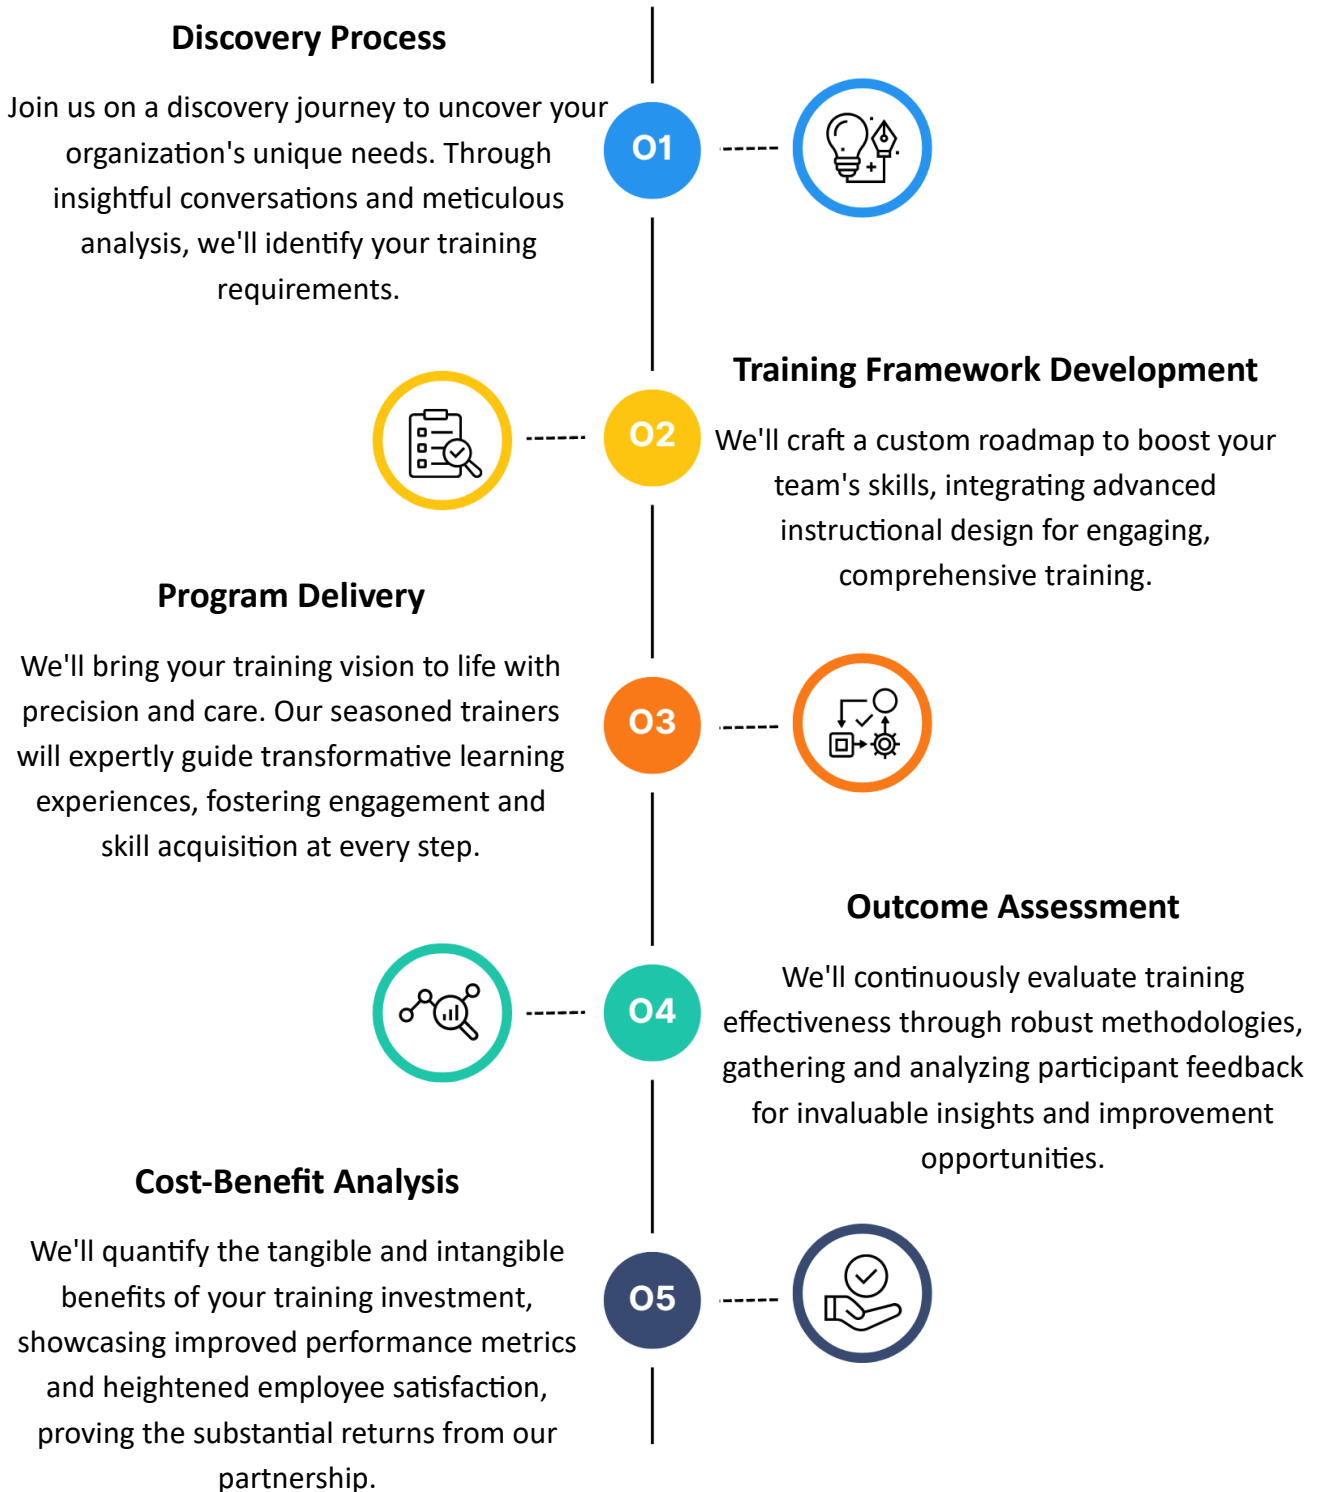 Discovery Process
Join us on a discovery journey to uncover your
organization's unique needs. Through
insightful conversations and meticulous
analysis, we'll identify your training
requirements.
01
Training Framework Development
02
We'll craft a custom roadmap to boost your
team's skills, integrating advanced
instructional design for engaging,
comprehensive training.
Program Delivery
We'll bring your training vision to life with
precision and care. Our seasoned trainers
will expertly guide transformative learning
experiences, fostering engagement and
skill acquisition at every step.
03
Outcome Assessment
04
We'll continuously evaluate training
effectiveness through robust methodologies,
gathering and analyzing participant feedback
for invaluable insights and improvement
opportunities.
Cost-Benefit Analysis
We'll quantify the tangible and intangible
benefits of your training investment,
showcasing improved performance metrics
and heightened employee satisfaction,
proving the substantial returns from our
partnership.
05